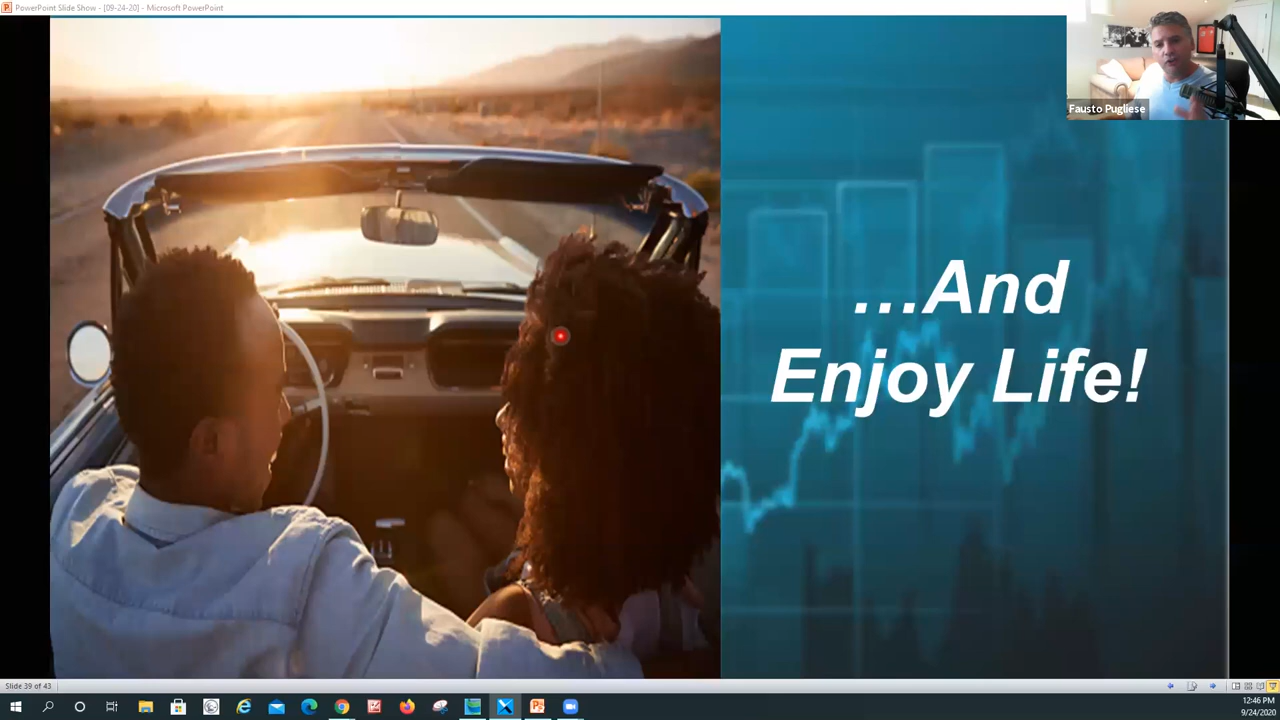 PowerPoint Slide Show - [09-24-20] - Microsoft PowerPoint
Fausto Pugliese
...And
Enjoy Life!
Slide 39 of 43
12:46 PM
9/24/2020